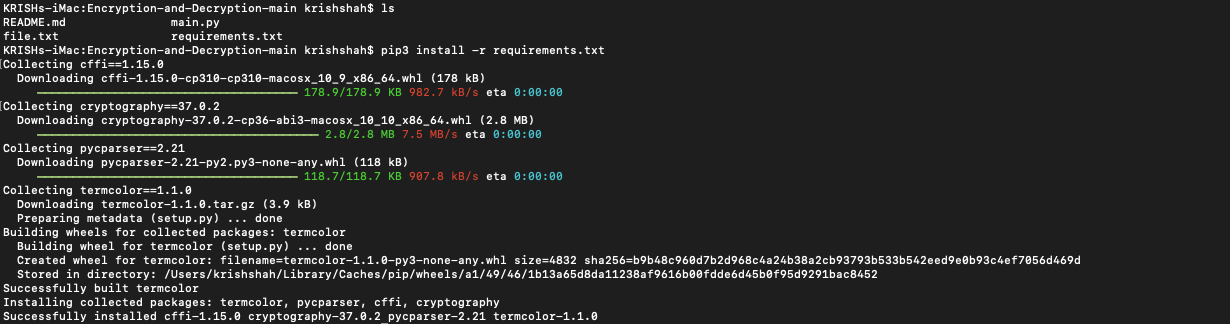 KRISHs-iMac:Encryption-and-Decryption-main krishshah$ ls
README.md main.py
file.txt requirements.txt
KRISHs-iMac:Encryption-and-Decryption-main krishshah$ pip3 install -r requirements.txt
[Collecting cffi==1.15.0
Downloading cffi-1.15.0-cp310-cp310-macosx_10_9_x86_64.whl (178 kB)
178.9/178.9 KB 982.7 kB/s eta 0:00:00
[Collecting cryptography==37.0.2
Downloading cryptography-37.0.2-cp36-abi3-macosx_10_10_x86_64.whl (2.8 MB)
2.8/2.8 MB 7.5 MB/s eta 0:00:00
Collecting pycparser==2.21
Downloading pycparser-2.21-py2.py3-none-any.whl (118 kB)
118.7/118.7 KB 907.8 kB/s eta 0:00:00
Collecting termcolor==1.1.0
Downloading termcolor-1.1.0.tar.gz (3.9 kB)
Preparing metadata (setup.py) ... done
Building wheels for collected packages: termcolor
Building wheel for termcolor (setup.py) ... done
Created wheel for termcolor: filename=termcolor-1.1.0-py3-none-any.whl size=4832 sha256=b9b48c960d7b2d968c4a24b38a2cb93793b533b542eed9e0b93c4ef7056d469d
Stored in directory: /Users/krishshah/Library/Caches/pip/wheels/a1/49/46/1b13a65d8da11238af9616b00fdde6d45b0f95d9291bac8452
Successfully built termcolor
Installing collected packages: termcolor, pycparser, cffi, cryptography
Successfully installed cffi-1.15.0 cryptography-37.0.2 pycparser-2.21 termcolor-1.1.0